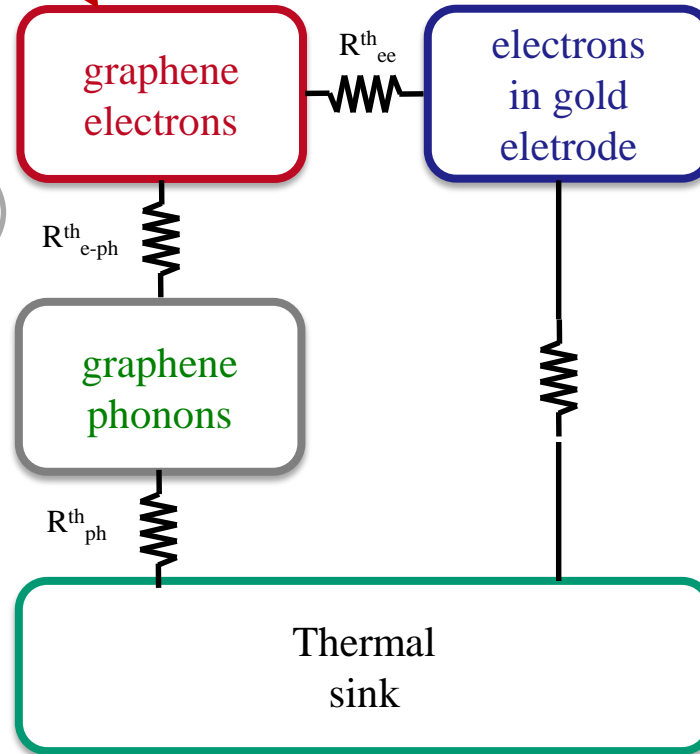 graphene
electrons
R^th_ee
electrons
in gold
eletrode
R^th_e-ph
graphene
phonons
R^th_ph
Thermal
sink